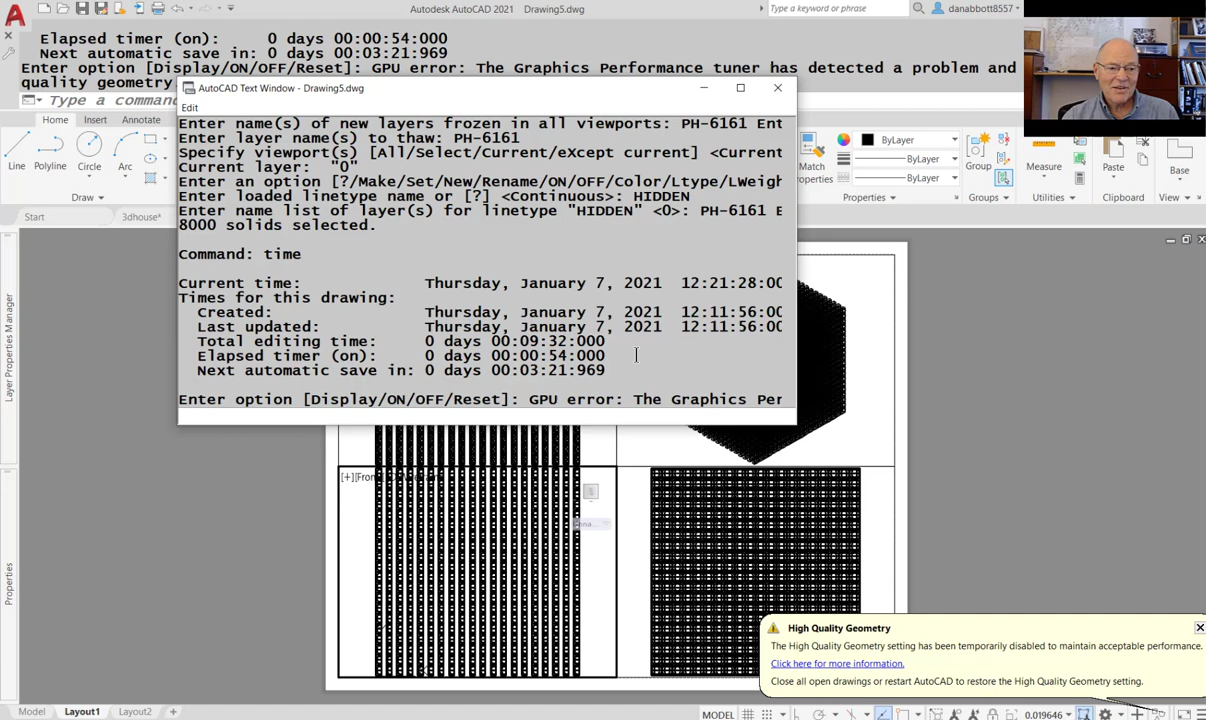 Autodesk AutoCAD 2021 Drawing5.dwg
Type a keyword or phrase
danabbott8557
Elapsed timer (on): 0 days 00:00:54:000
Next automatic save in: 0 days 00:03:21:969
Enter option [Display/ON/OFF/Reset]: GPU error: The Graphics Performance tuner has detected a problem and
quality geometry
Type a comman
AutoCAD Text Window - Drawing5.dwg
Edit
Enter name(s) of new layers frozen in all viewports: PH-6161 Ent
Enter layer name(s) to thaw: PH-6161
Specify viewport(s) [All/Select/Current/eXcept current] <Current
Current layer: "0"
Enter an option [?/Make/Set/New/Rename/ON/OFF/Color/Ltype/LWeigh
Enter loaded linetype name or [?] <Continuous>: HIDDEN
Enter name list of layer(s) for linetype "HIDDEN" <0>: PH-6161 E
8000 solids selected.
Command: time
Current time: Thursday, January 7, 2021 12:21:28:00
Times for this drawing:
Created: Thursday, January 7, 2021 12:11:56:00
Last updated: Thursday, January 7, 2021 12:11:56:00
Total editing time: 0 days 00:09:32:000
Elapsed timer (on): 0 days 00:00:54:000
Next automatic save in: 0 days 00:03:21:969
Enter option [Display/ON/OFF/Reset]: GPU error: The Graphics Per
Home Insert Annotate
Line Polyline Circle Arc
Draw
Match Properties
ByLayer
ByLayer
ByLayer
Properties
Group
Groups
Measure
Utilities
Paste
Clipboard
Base
View
Start 3dhouse*
Layer Properties Manager
Properties
[+][Fron
High Quality Geometry
The High Quality Geometry setting has been temporarily disabled to maintain acceptable performance.
Click here for more information.
Close all open drawings or restart AutoCAD to restore the High Quality Geometry setting.
Model Layout1 Layout2 +
MODEL
0.019646